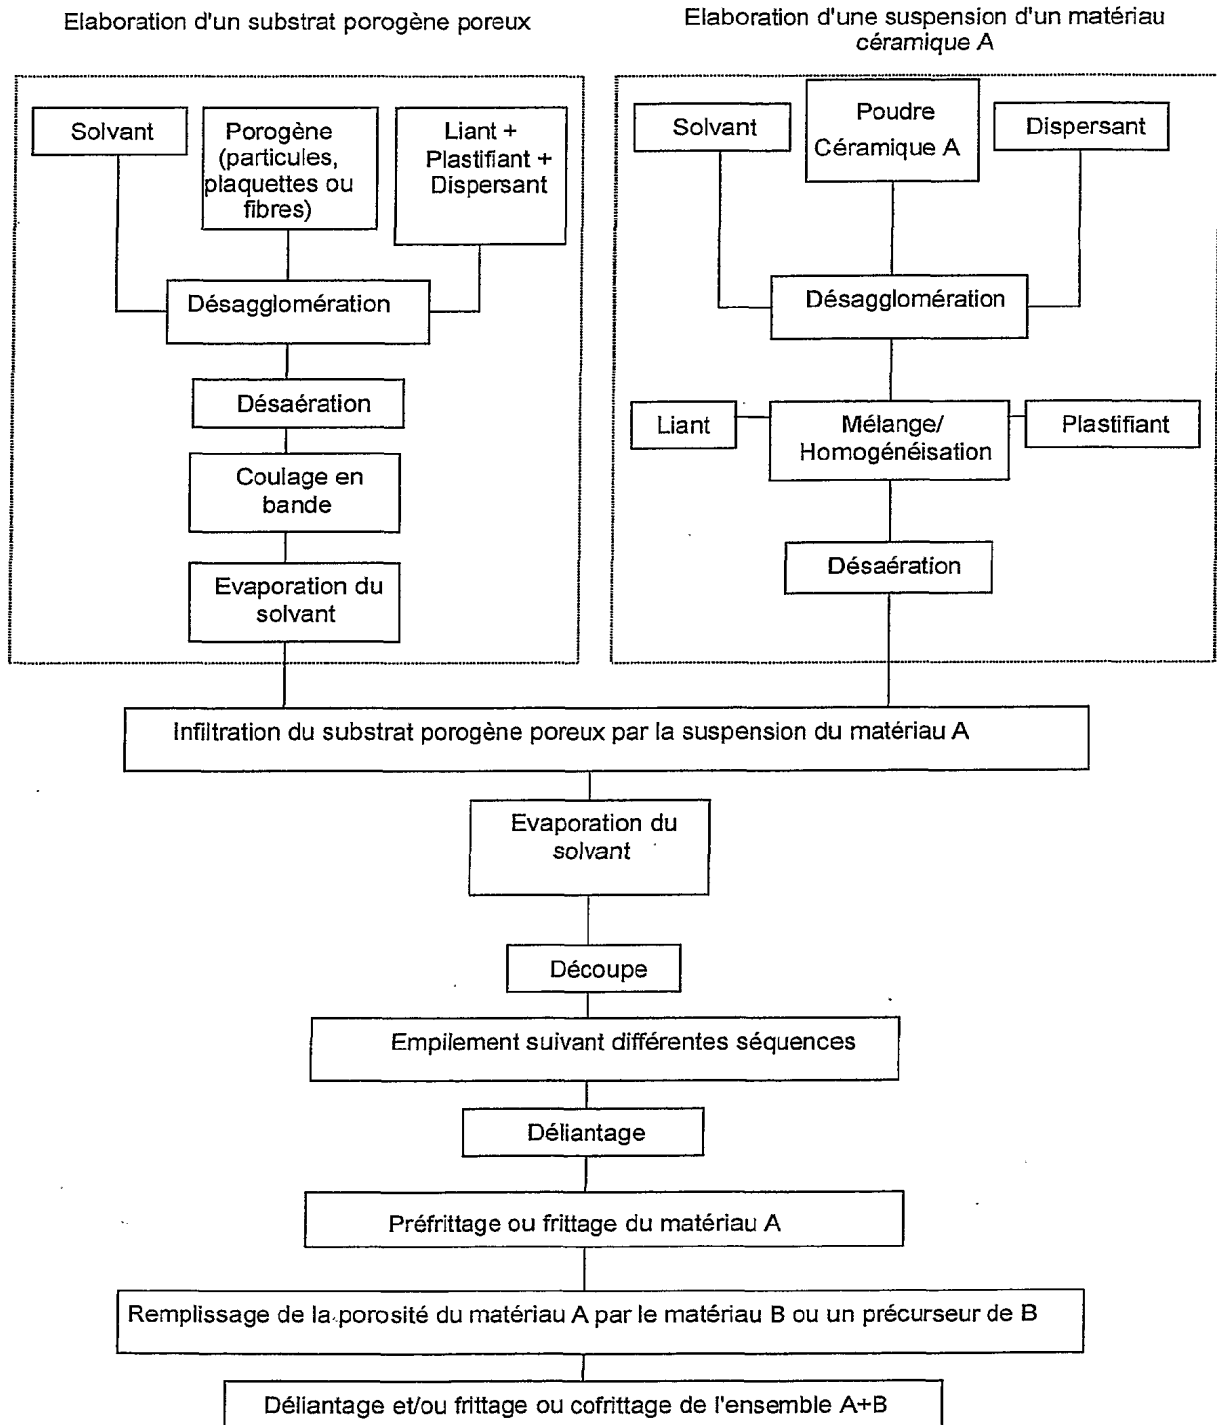 Elaboration d'un substrat porogène poreux
Elaboration d'une suspension d'un matériau
céramique A
Solvant
Porogène
(particules,
plaquettes ou
fibres)
Liant +
Plastifiant +
Dispersant
Désagglomération
Désaération
Coulage en
bande
Evaporation du
solvant
Solvant
Poudre
Céramique A
Dispersant
Désagglomération
Liant
Mélange/
Homogénéisation
Plastifiant
Désaération
Infiltration du substrat porogène poreux par la suspension du matériau A
Evaporation du
solvant
Découpe
Empilement suivant différentes séquences
Déliantage
Préfrittage ou frittage du matériau A
Remplissage de la porosité du matériau A par le matériau B ou un précurseur de B
Déliantage et/ou frittage ou cofrittage de l'ensemble A+B